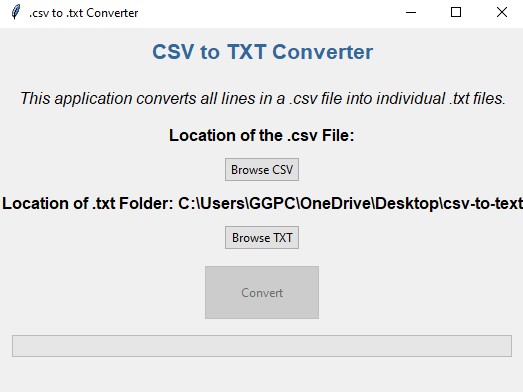 .csv to .txt Converter
CSV to TXT Converter
This application converts all lines in a .csv file into individual .txt files.
Location of the .csv File:
Browse CSV
Location of .txt Folder: C:\Users\GGPC\OneDrive\Desktop\csv-to-text
Browse TXT
Convert